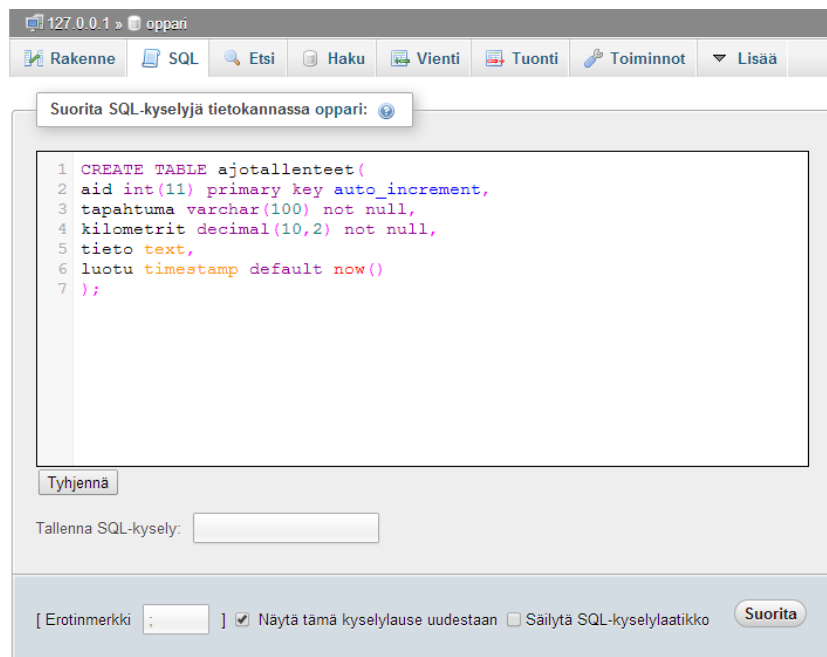 127.0.0.1 » oppari
Rakenne SQL Etsi Haku Vienti Tuonti Toiminnot Lisää
Suorita SQL-kyselyjä tietokannassa oppari:
1 CREATE TABLE ajotallenteet(
2 aid int(11) primary key auto_increment,
3 tapahtuma varchar(100) not null,
4 kilometrit decimal(10,2) not null,
5 tieto text,
6 luotu timestamp default now()
7 );
Tyhjennä
Tallenna SQL-kysely:
[ Erotinmerkki ; ] Näytä tämä kyselylause uudestaan Säilytä SQL-kyselylaatikko Suorita